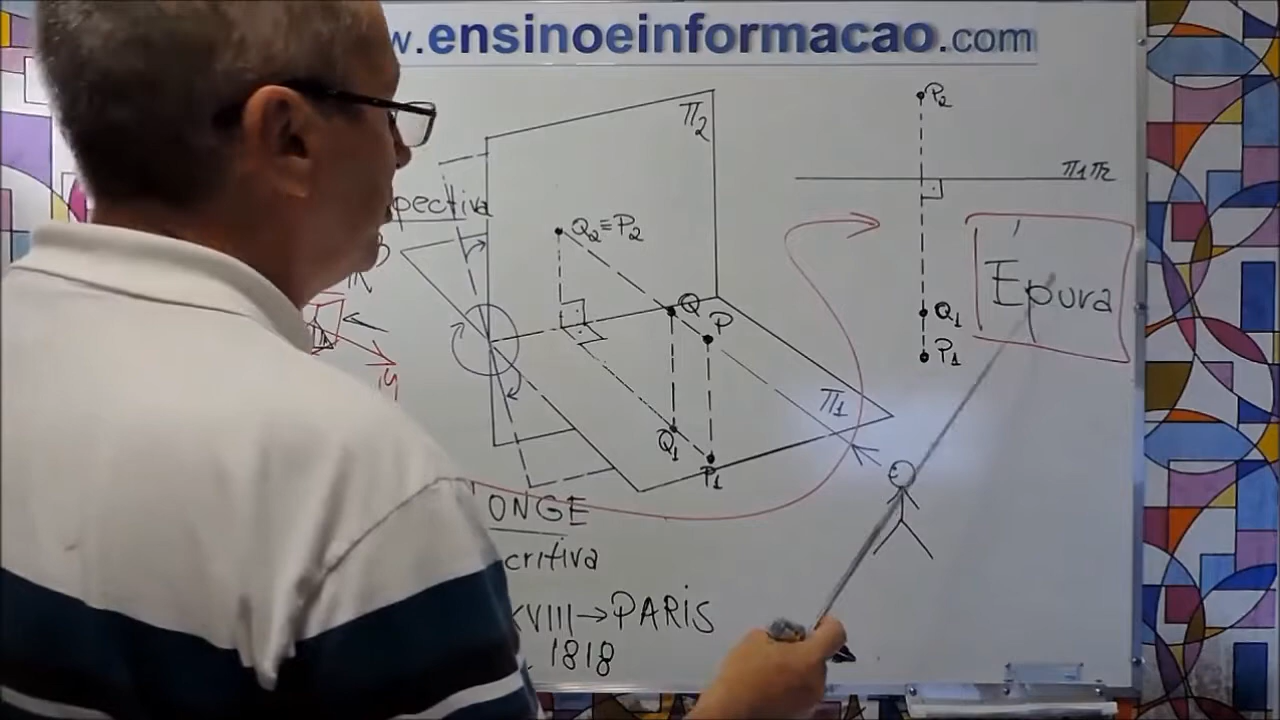 .ensinoeinformacao.com
π2
P2
π1π2
pectiva
Q2≡P2
Épura
Q
P
Q1
P1
π1
Q1
P1
ONGE
critiva
XVIII→PARIS
1818